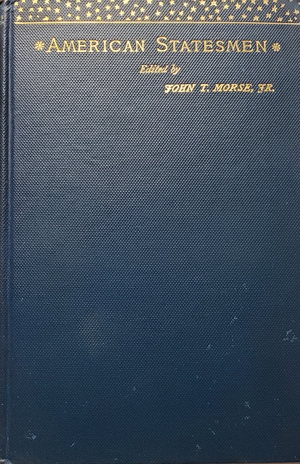 AMERICAN STATESMEN
Edited by
JOHN T. MORSE, JR.